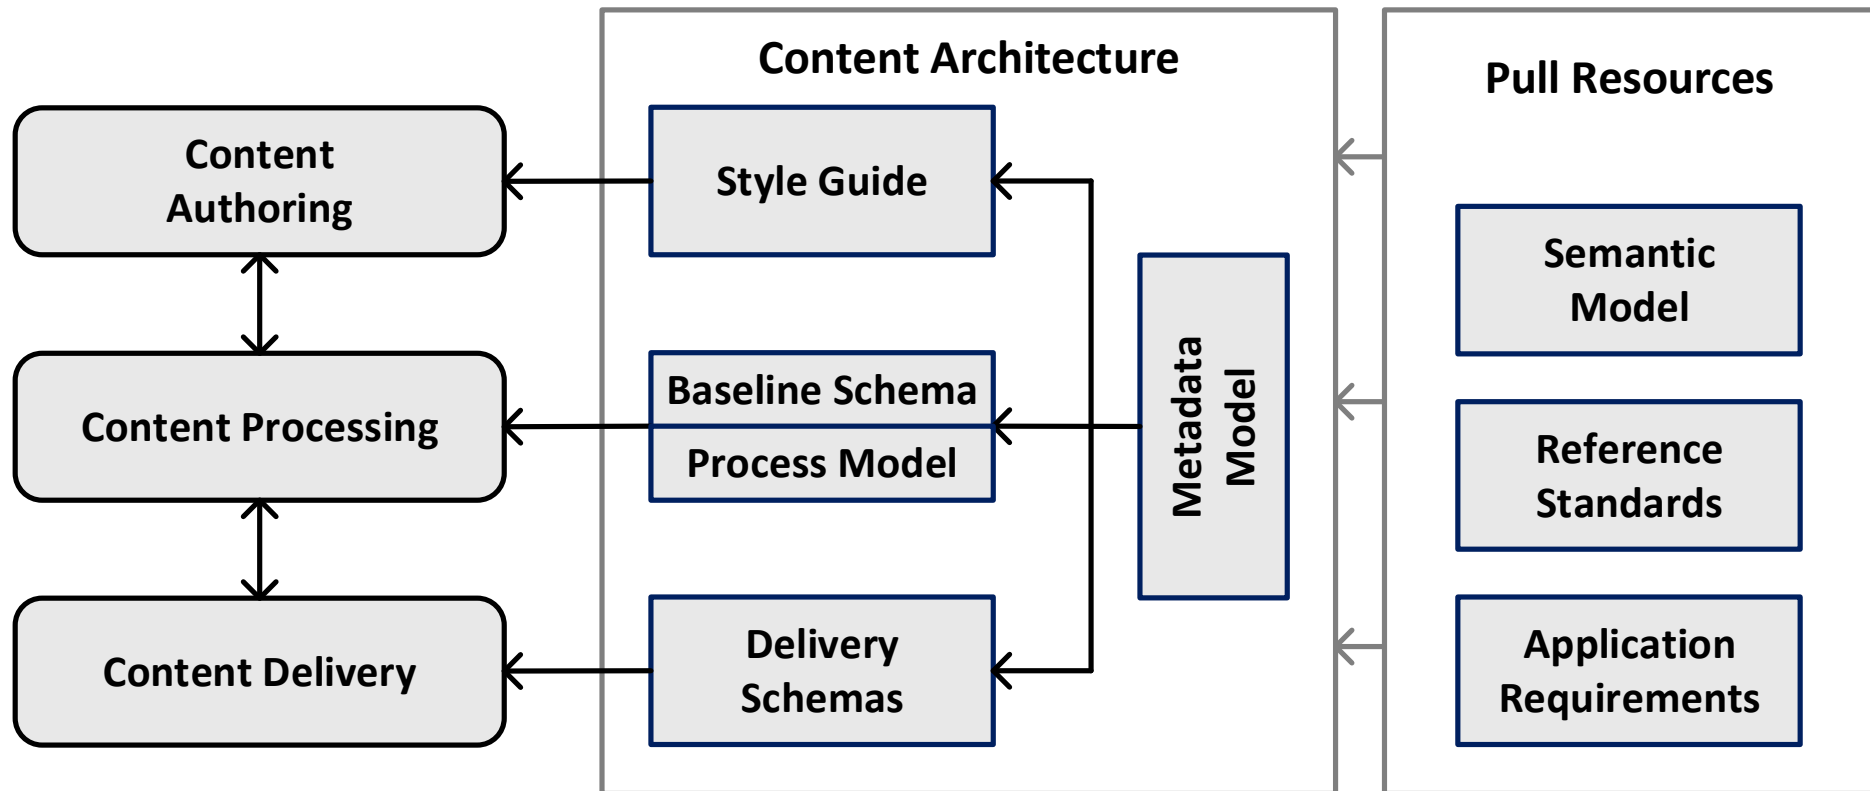 Content Architecture
Pull Resources
Content
Authoring
Style Guide
Semantic
Model
Content Processing
Baseline Schema
Process Model
Metadata
Model
Reference
Standards
Content Delivery
Delivery
Schemas
Application
Requirements